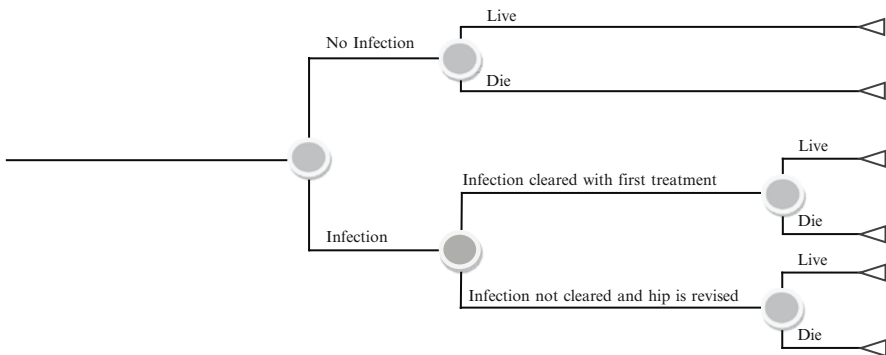 Live
No Infection
Die
Live
Infection cleared with first treatment
Die
Infection
Live
Infection not cleared and hip is revised
Die